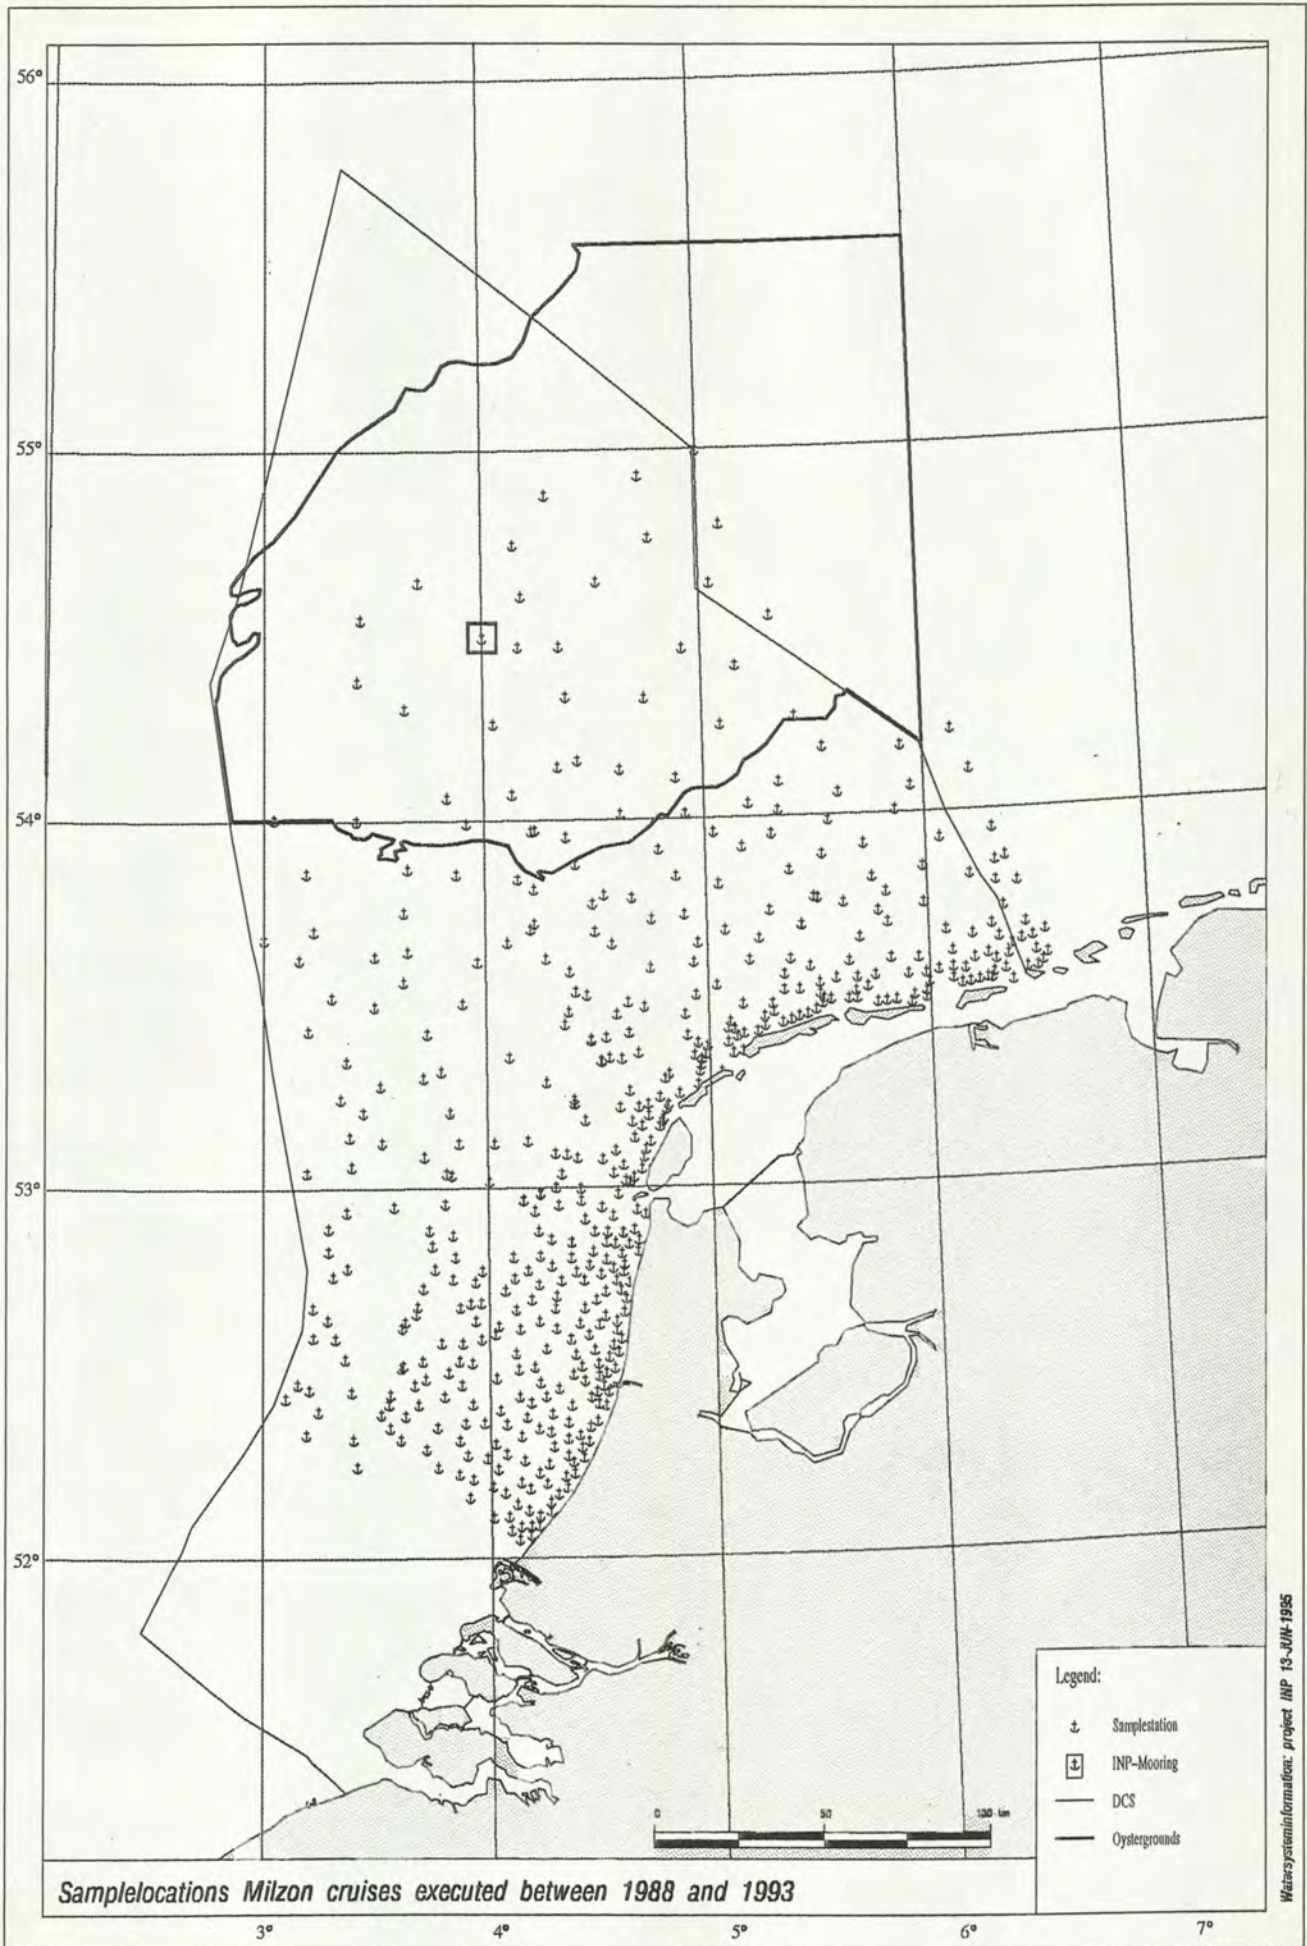 56°
55°
54°
53°
52°
Legend:
Samplestation
INP-Mooring
DCS
Oystergrounds
0 50 100 km
Samplelocations Milzon cruises executed between 1988 and 1993
3° 4° 5° 6° 7°
Watersysteminformation: project INP 13-JUN-1995